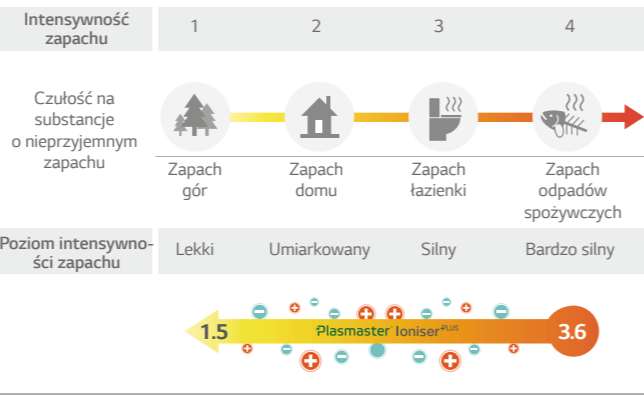 Intensywność
zapachu
1 2 3 4
Czułość na
substancje
o nieprzyjemnym
zapachu
Zapach
gór
Zapach
domu
Zapach
łazienki
Zapach
odpadów
spożywczych
Poziom intensywno-
ści zapachu
Lekki Umiarkowany Silny Bardzo silny
1.5 Plasmaster Ioniser PLUS 3.6